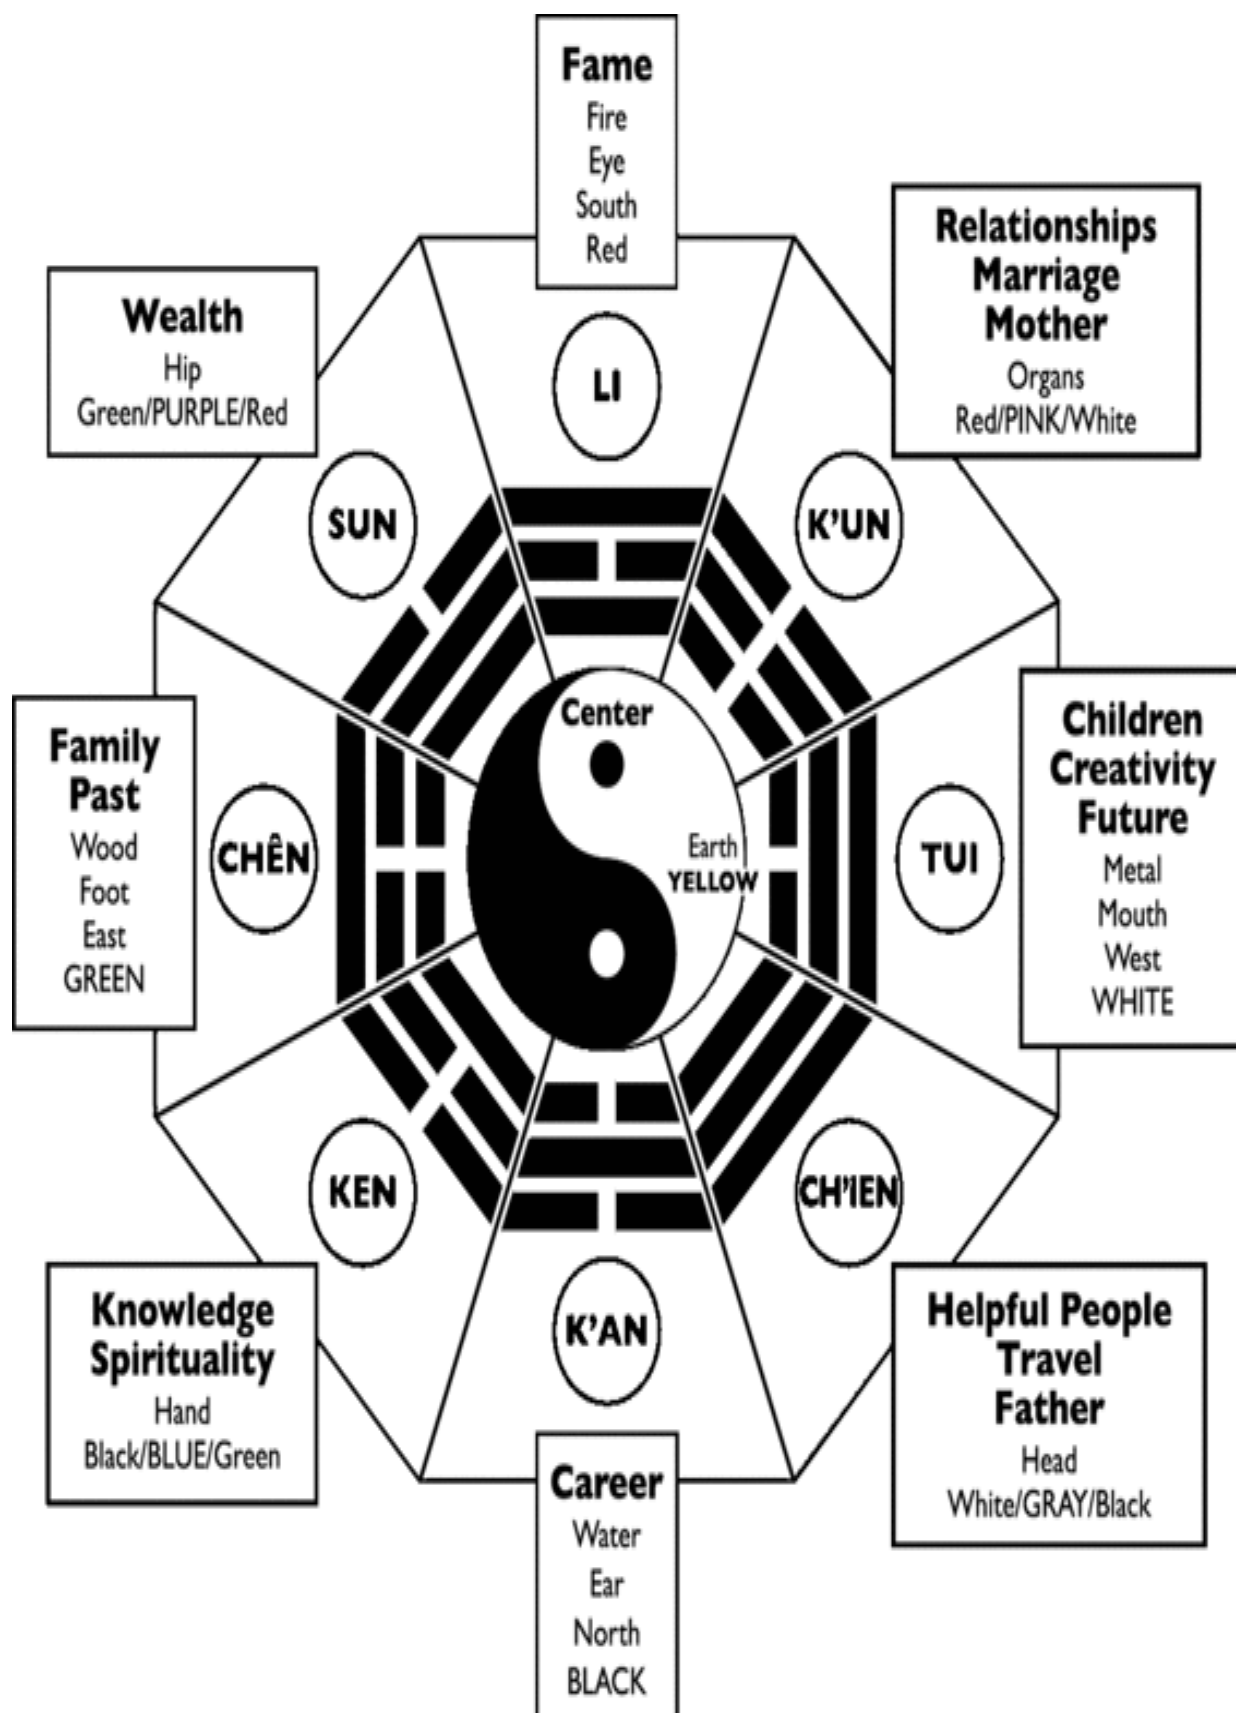 Fame
Fire
Eye
South
Red
Relationships
Marriage
Mother
Organs
Red/PINK/White
Wealth
Hip
Green/PURPLE/Red
LI
SUN
K'UN
Family
Past
Wood
Foot
East
GREEN
CHÊN
Center
Earth
YELLOW
TUI
Children
Creativity
Future
Metal
Mouth
West
WHITE
KEN
K'AN
CH'IEN
Knowledge
Spirituality
Hand
Black/BLUE/Green
Career
Water
Ear
North
BLACK
Helpful People
Travel
Father
Head
White/GRAY/Black